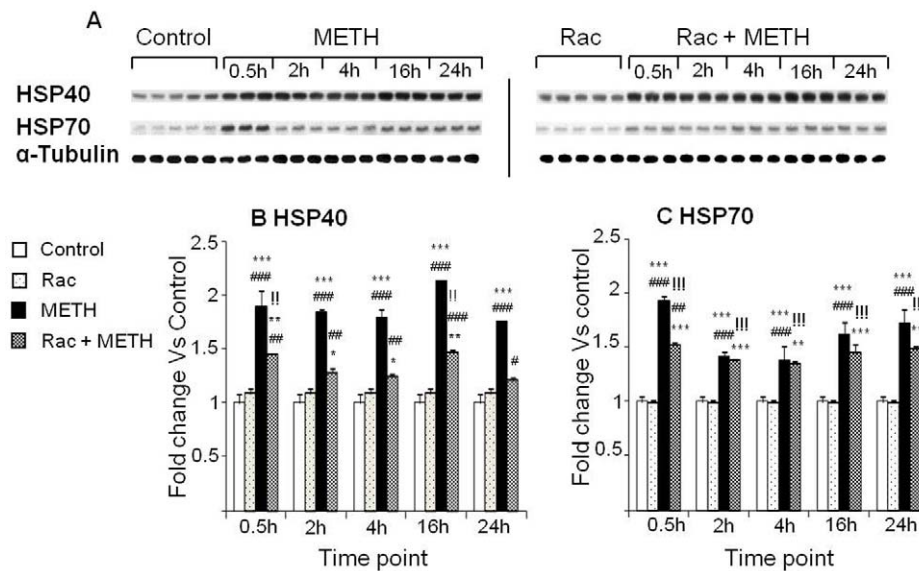 A
Control METH Rac Rac + METH
0.5h 2h 4h 16h 24h 0.5h 2h 4h 16h 24h
HSP40
HSP70
α-Tubulin
Control
Rac
METH
Rac + METH
B HSP40
Fold change Vs Control
2.5
2
1.5
1
0.5
*** ### !! ** ##
*** ### ## *
*** ### ## *
*** ### !! ### **
*** ### #
0.5h 2h 4h 16h 24h
Time point
C HSP70
Fold change Vs Control
2.5
2
1.5
1
0.5
*** ### !!! ## ***
*** ### !!! ***
*** ### !!! **
*** ### !!! ***
*** ###
0.5h 2h 4h 16h 24h
Time point